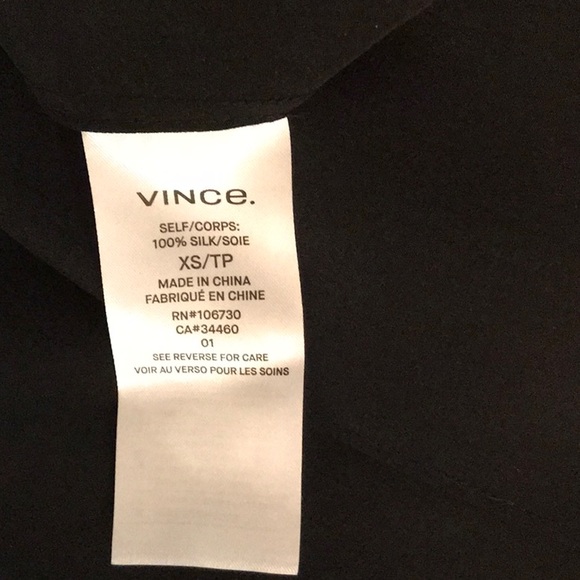 VINCE.
SELF/CORPS:
100% SILK/SOIE
XS/TP
MADE IN CHINA
FABRIQUÉ EN CHINE
RN#106730
CA#34460
01
SEE REVERSE FOR CARE
VOIR AU VERSO POUR LES SOINS